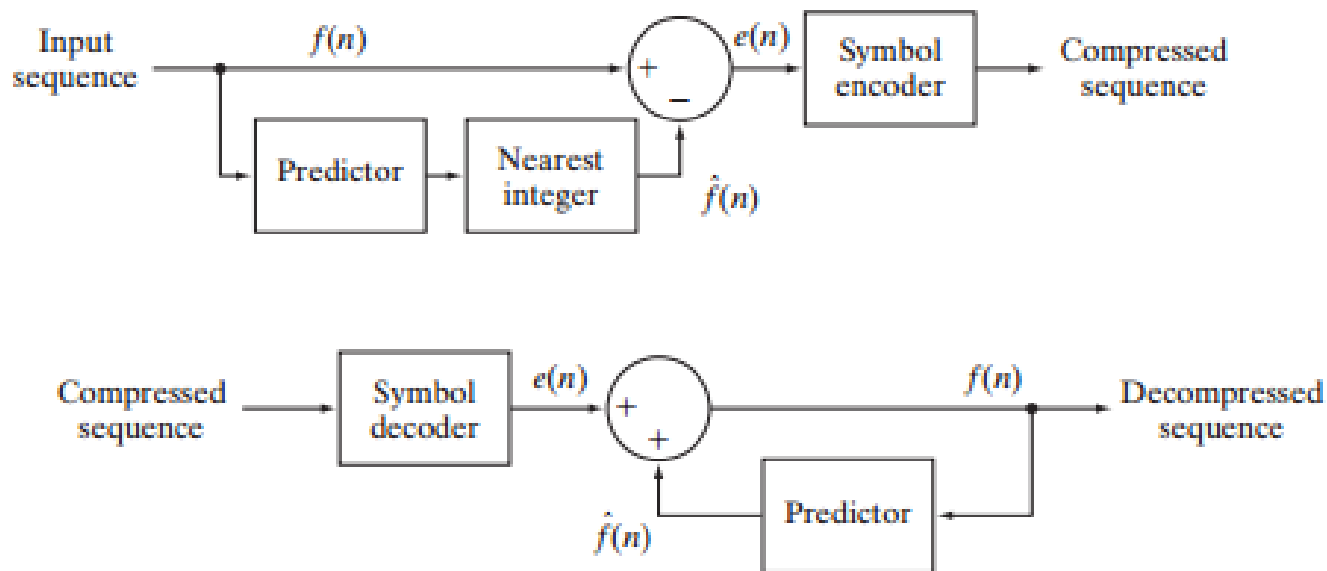 Input
sequence
f(n)
e(n)
Symbol
encoder
Compressed
sequence
+
−
Predictor
Nearest
integer
f̂(n)
Compressed
sequence
Symbol
decoder
e(n)
+
+
f(n)
Decompressed
sequence
Predictor
f̂(n)